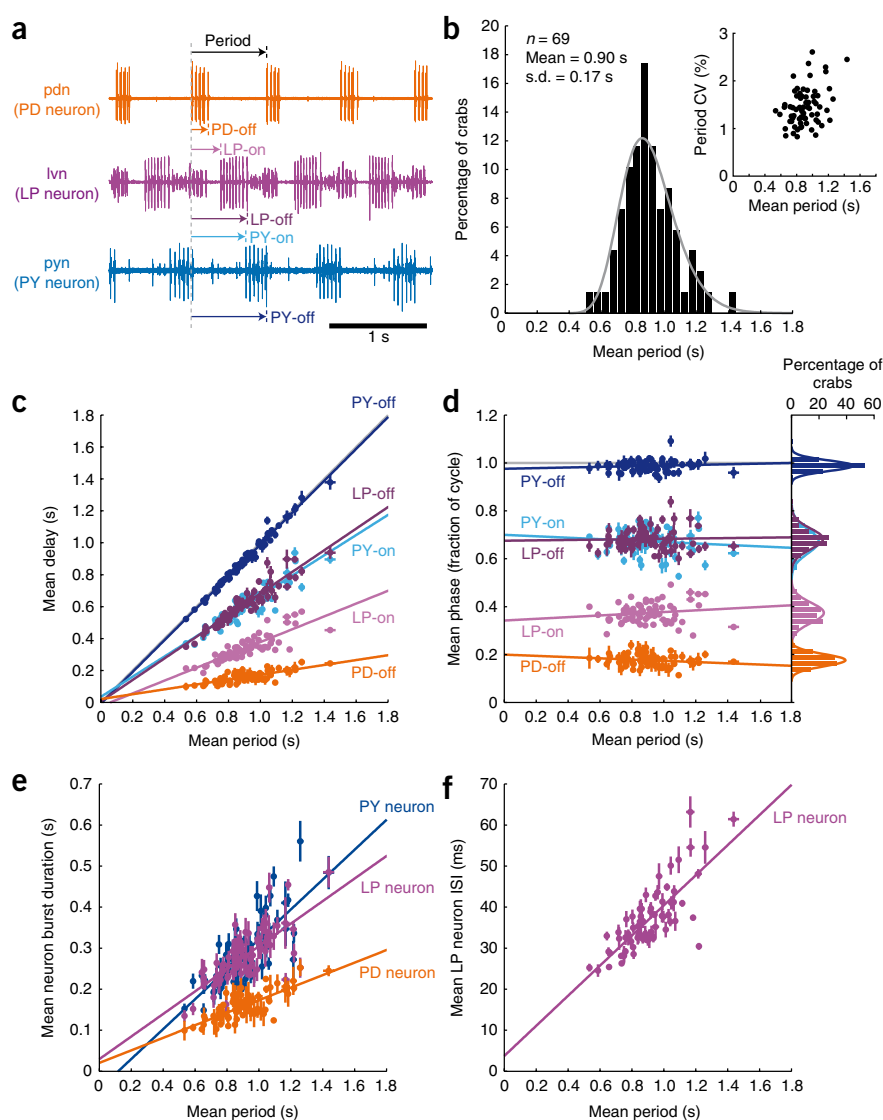 a
Period
pdn
(PD neuron)
PD-off
LP-on
lvn
(LP neuron)
LP-off
PY-on
pyn
(PY neuron)
PY-off
1 s
b
n = 69
Mean = 0.90 s
s.d. = 0.17 s
Percentage of crabs
20
18
16
14
12
10
8
6
4
2
0
0 0.2 0.4 0.6 0.8 1.0 1.2 1.4 1.6 1.8
Mean period (s)
Period CV (%)
3
2
1
0
0 0.4 0.8 1.2 1.6
Mean period (s)
c
Mean delay (s)
1.8
1.6
1.4
1.2
1.0
0.8
0.6
0.4
0.2
0
PY-off
LP-off
PY-on
LP-on
PD-off
0 0.2 0.4 0.6 0.8 1.0 1.2 1.4 1.6 1.8
Mean period (s)
d
Percentage of
crabs
0 20 40 60
Mean phase (fraction of cycle)
1.2
1.0
0.8
0.6
0.4
0.2
0
PY-off
PY-on
LP-off
LP-on
PD-off
0 0.2 0.4 0.6 0.8 1.0 1.2 1.4 1.6 1.8
Mean period (s)
e
Mean neuron burst duration (s)
0.7
0.6
0.5
0.4
0.3
0.2
0.1
0
PY neuron
LP neuron
PD neuron
0 0.2 0.4 0.6 0.8 1.0 1.2 1.4 1.6 1.8
Mean period (s)
f
Mean LP neuron ISI (ms)
70
60
50
40
30
20
10
0
LP neuron
0 0.2 0.4 0.6 0.8 1.0 1.2 1.4 1.6 1.8
Mean period (s)